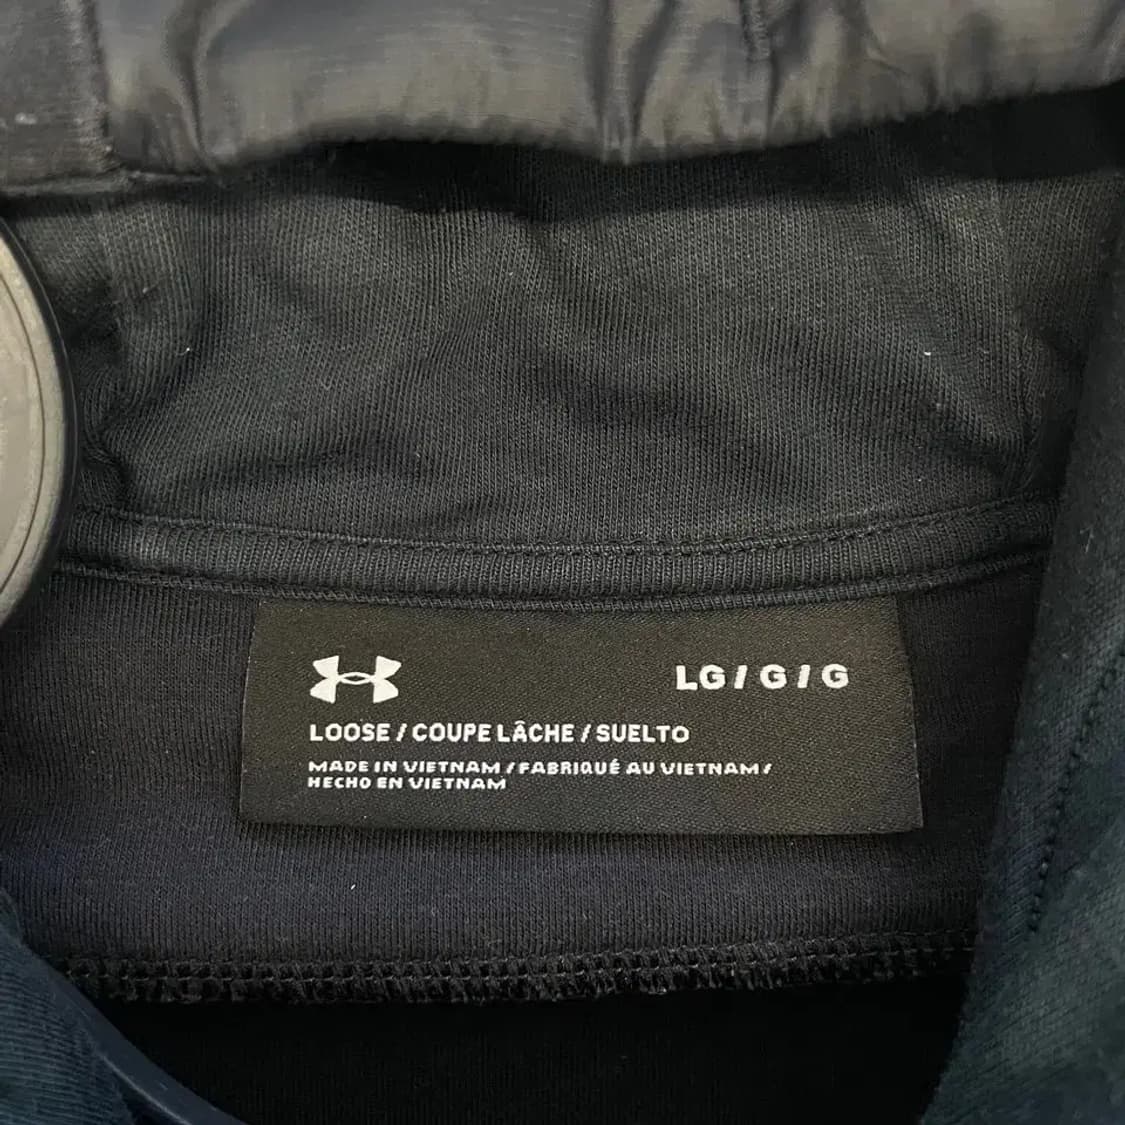 LG / G / G
LOOSE / COUPE LÂCHE / SUELTO
MADE IN VIETNAM / FABRIQUÉ AU VIETNAM /
HECHO EN VIETNAM